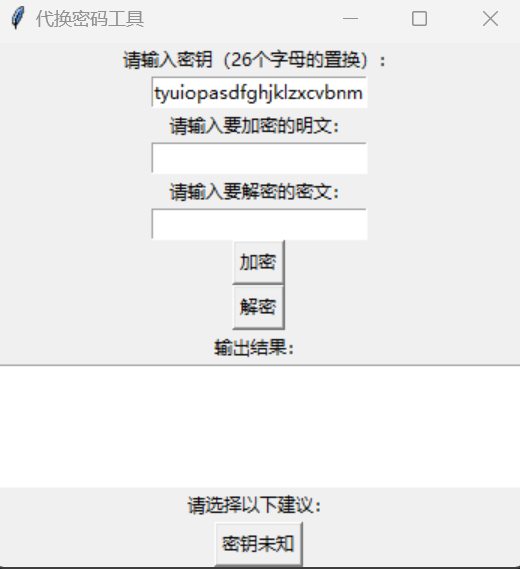 代换密码工具
请输入密钥（26个字母的置换）:
tyuiopasdfghjklzxcvbnm
请输入要加密的明文:
请输入要解密的密文:
加密
解密
输出结果:
请选择以下建议:
密钥未知